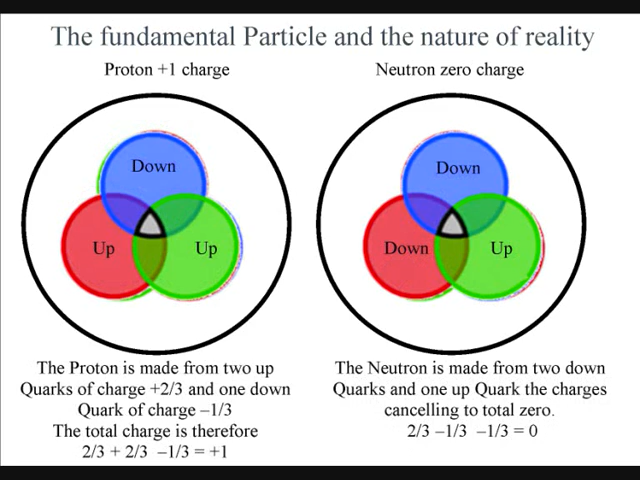 The fundamental Particle and the nature of reality
Proton +1 charge
Neutron zero charge
Down
Up
Up
Down
Down
Up
The Proton is made from two up
Quarks of charge +2/3 and one down
Quark of charge –1/3
The total charge is therefore
2/3 + 2/3 –1/3 = +1
The Neutron is made from two down
Quarks and one up Quark the charges
cancelling to total zero.
2/3 –1/3 –1/3 = 0